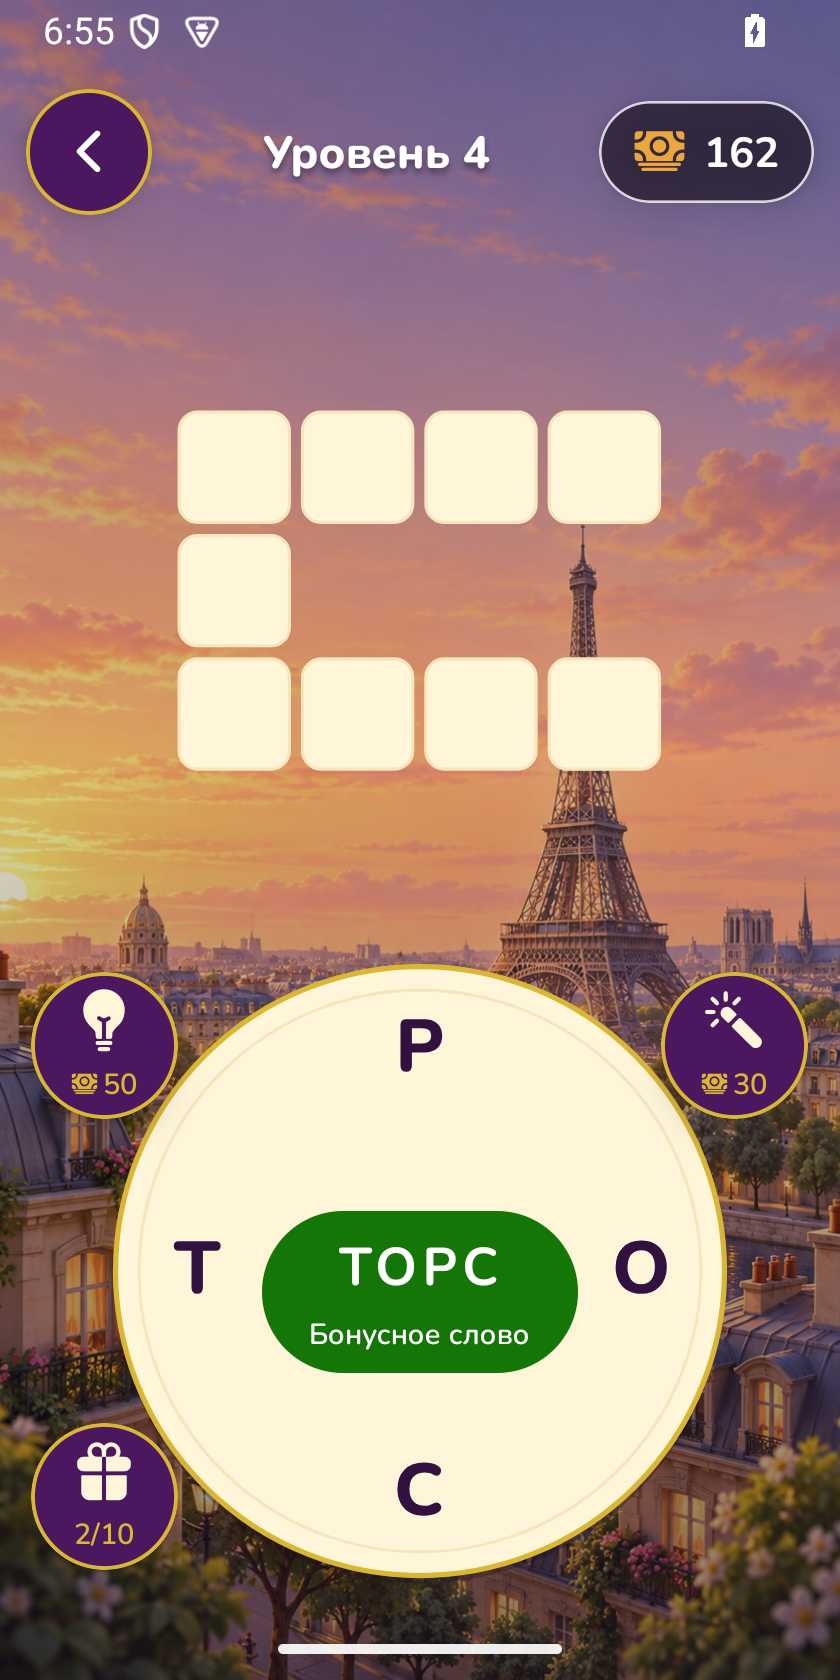 6:55
Уровень 4
162
50
30
Р
Т
О
ТОРС
Бонусное слово
С
2/10